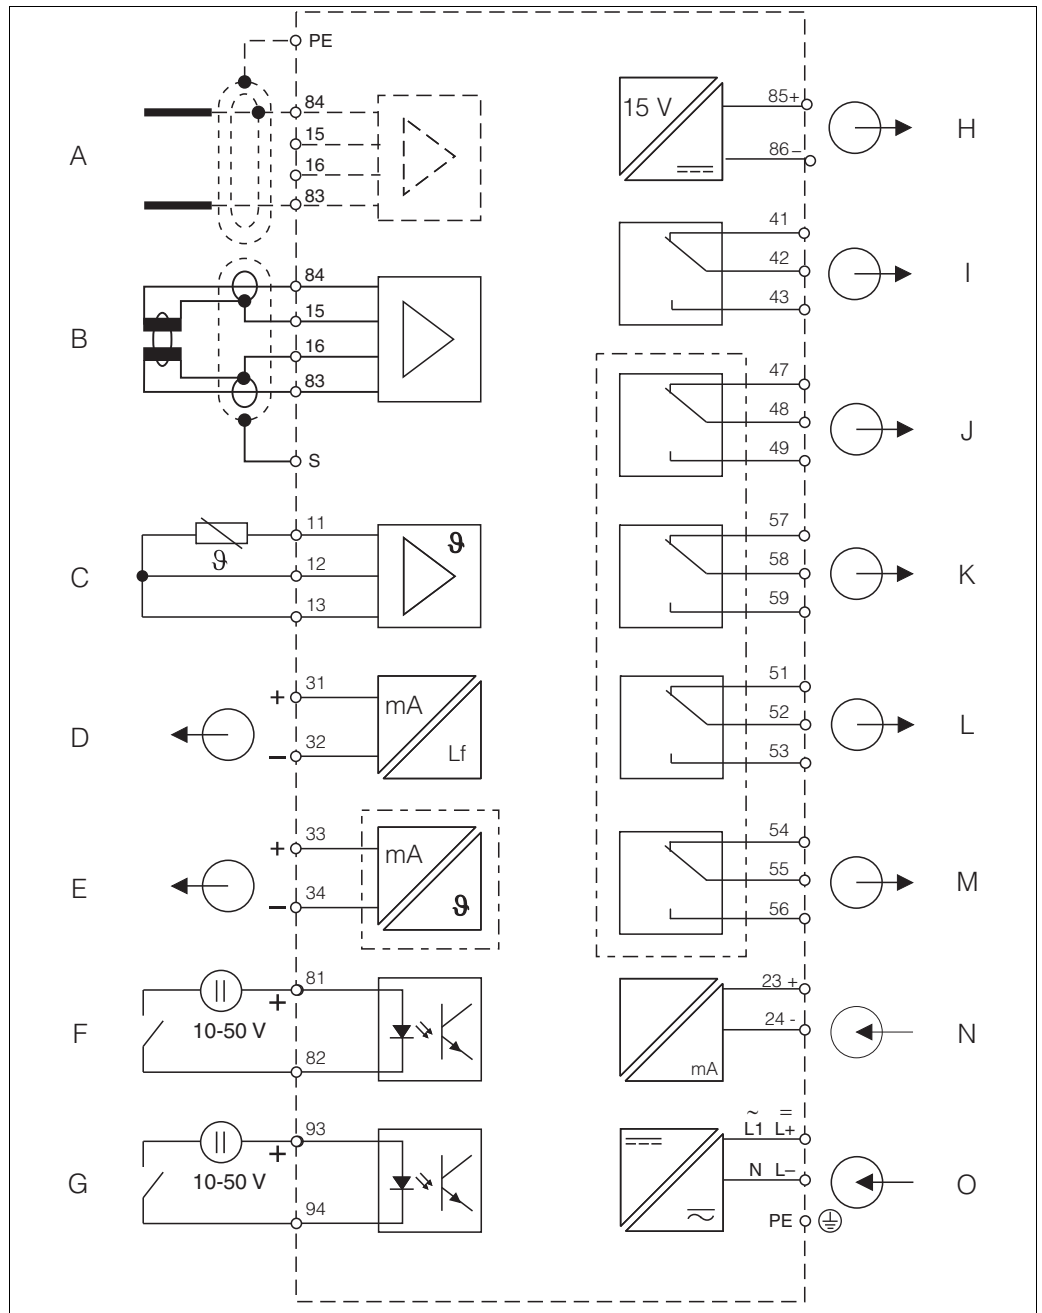 PE
84
15
16
83
A
84
15
16
83
S
B
11
12
13
ϑ
ϑ
C
+ 31
− 32
mA
Lf
D
+ 33
− 34
mA
ϑ
E
81
+
10-50 V
82
F
93
+
10-50 V
94
G
15 V
85+
86−
H
41
42
43
I
47
48
49
J
57
58
59
K
51
52
53
L
54
55
56
M
23 +
24 -
mA
N
~ =
L1 L+
N L−
PE
O